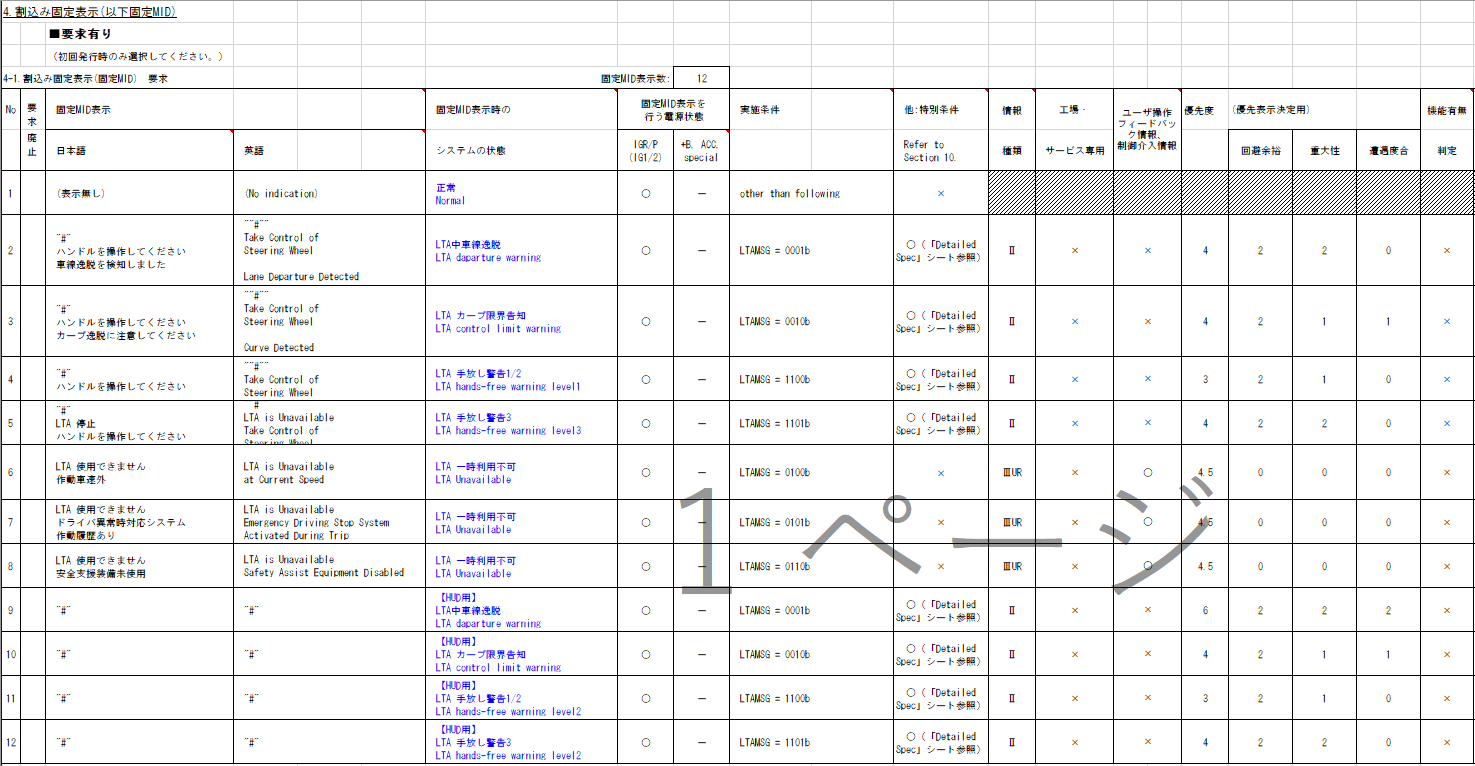 4.割込み固定表示(以下固定MID)
■要求有り
（初回発行時のみ選択してください。）
4-1.割込み固定表示(固定MID) 要求 固定MID表示数: 12
No 要求 廃止 固定MID表示 固定MID表示時の 固定MID表示を行う電源状態 実施条件 他:特別条件 情報 工場・ ユーザ操作フィードバック情報、制御介入情報 優先度 (優先表示決定用) 機能有無
日本語 英語 システムの状態 IGR/P (IG1/2) +B, ACC, special Refer to Section 10. 種類 サービス専用 回避余裕 重大性 遭遇度合 判定
1 (表示無し) (No indication) 正常 Normal ○ － other than following ×
2 ¨#¨ ハンドルを操作してください 車線逸脱を検知しました ¨¨#¨¨ Take Control of Steering Wheel Lane Departure Detected LTA中車線逸脱 LTA daparture warning ○ － LTAMSG = 0001b ○（「Detailed Spec」シート参照） Ⅱ × × 4 2 2 0 ×
3 ¨#¨ ハンドルを操作してください カーブ逸脱に注意してください ¨¨#¨¨ Take Control of Steering Wheel Curve Detected LTA カーブ限界告知 LTA control limit warning ○ － LTAMSG = 0010b ○（「Detailed Spec」シート参照） Ⅱ × × 4 2 1 1 ×
4 ¨#¨ ハンドルを操作してください ¨¨#¨¨ Take Control of Steering Wheel LTA 手放し警告1/2 LTA hands-free warning level1 ○ － LTAMSG = 1100b ○（「Detailed Spec」シート参照） Ⅱ × × 3 2 1 0 ×
5 ¨#¨ LTA 停止 ハンドルを操作してください # LTA is Unavailable Take Control of Steering Wheel LTA 手放し警告3 LTA hands-free warning level3 ○ － LTAMSG = 1101b ○（「Detailed Spec」シート参照） Ⅱ × × 4 2 2 0 ×
6 LTA 使用できません 作動車速外 LTA is Unavailable at Current Speed LTA 一時利用不可 LTA Unavailable ○ － LTAMSG = 0100b × ⅢUR × ○ 4.5 0 0 0 ×
7 LTA 使用できません ドライバ異常時対応システム 作動履歴あり LTA is Unavailable Emergency Driving Stop System Activated During Trip LTA 一時利用不可 LTA Unavailable ○ － LTAMSG = 0101b × ⅢUR × ○ 4.5 0 0 0 ×
8 LTA 使用できません 安全支援装備未使用 LTA is Unavailable Safety Assist Equipment Disabled LTA 一時利用不可 LTA Unavailable ○ － LTAMSG = 0110b × ⅢUR × ○ 4.5 0 0 0 ×
9 ¨#¨ ¨#¨ 【HUD用】 LTA中車線逸脱 LTA daparture warning ○ － LTAMSG = 0001b ○（「Detailed Spec」シート参照） Ⅱ × × 6 2 2 2 ×
10 ¨#¨ ¨#¨ 【HUD用】 LTA カーブ限界告知 LTA control limit warning ○ － LTAMSG = 0010b ○（「Detailed Spec」シート参照） Ⅱ × × 4 2 1 1 ×
11 ¨#¨ ¨#¨ 【HUD用】 LTA 手放し警告1/2 LTA hands-free warning level2 ○ － LTAMSG = 1100b ○（「Detailed Spec」シート参照） Ⅱ × × 3 2 1 0 ×
12 ¨#¨ ¨#¨ 【HUD用】 LTA 手放し警告3 LTA hands-free warning level2 ○ － LTAMSG = 1101b ○（「Detailed Spec」シート参照） Ⅱ × × 4 2 2 0 ×
1 ページ